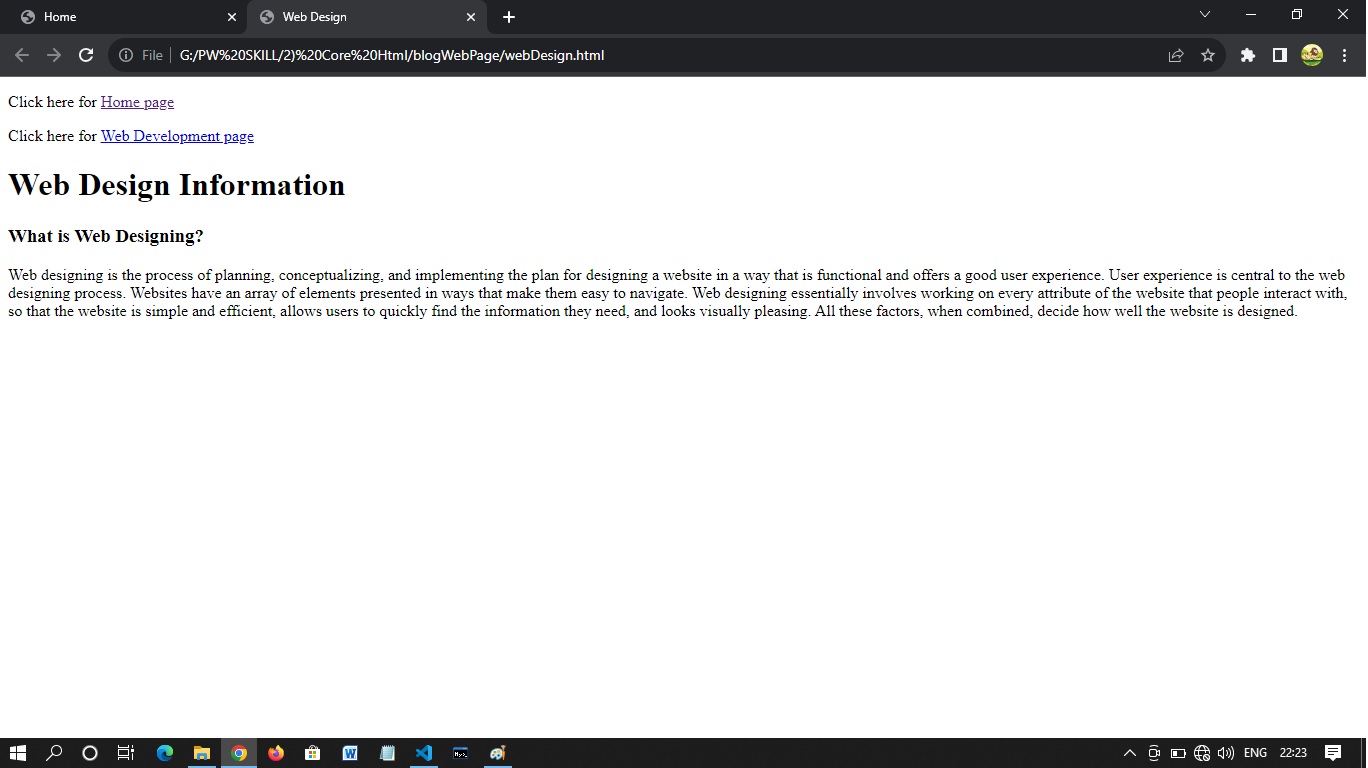 Home
Web Design
File
G:/PW%20SKILL/2)%20Core%20Html/blogWebPage/webDesign.html
Click here for Home page
Click here for Web Development page
Web Design Information
What is Web Designing?
Web designing is the process of planning, conceptualizing, and implementing the plan for designing a website in a way that is functional and offers a good user experience. User experience is central to the web
designing process. Websites have an array of elements presented in ways that make them easy to navigate. Web designing essentially involves working on every attribute of the website that people interact with,
so that the website is simple and efficient, allows users to quickly find the information they need, and looks visually pleasing. All these factors, when combined, decide how well the website is designed.
ENG
22:23